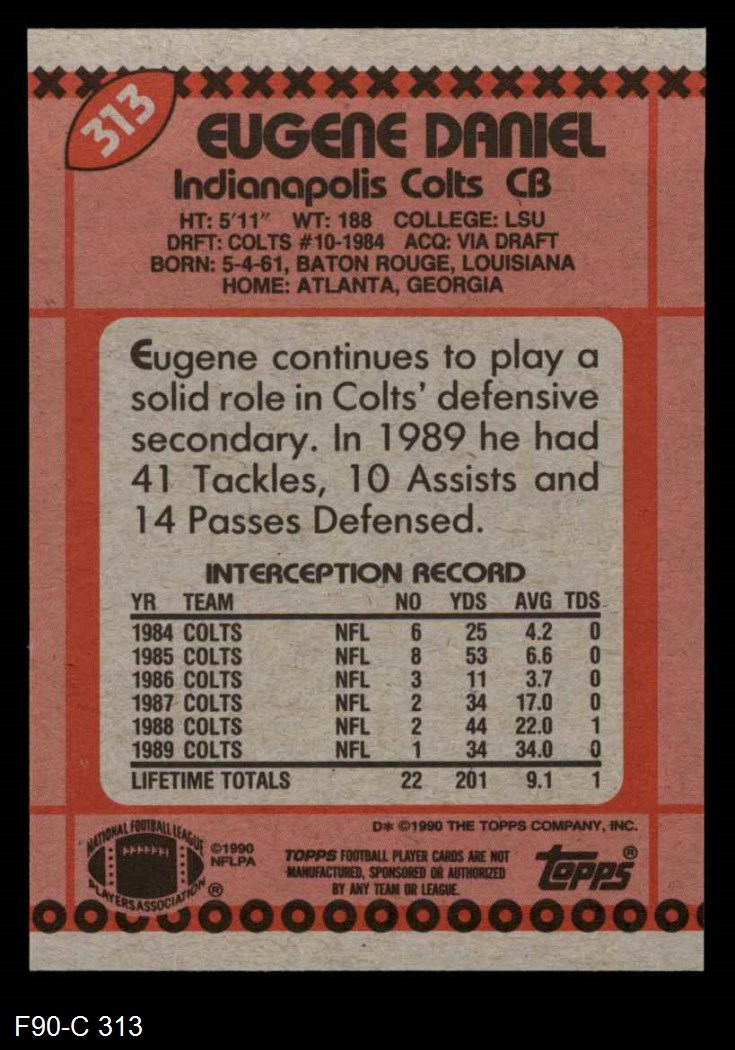 313
EUGENE DANIEL
Indianapolis Colts CB
HT: 5'11" WT: 188 COLLEGE: LSU
DRFT: COLTS #10-1984 ACQ: VIA DRAFT
BORN: 5-4-61, BATON ROUGE, LOUISIANA
HOME: ATLANTA, GEORGIA
Eugene continues to play a
solid role in Colts' defensive
secondary. In 1989 he had
41 Tackles, 10 Assists and
14 Passes Defensed.
INTERCEPTION RECORD
YR TEAM NO YDS AVG TDS
1984 COLTS NFL 6 25 4.2 0
1985 COLTS NFL 8 53 6.6 0
1986 COLTS NFL 3 11 3.7 0
1987 COLTS NFL 2 34 17.0 0
1988 COLTS NFL 2 44 22.0 1
1989 COLTS NFL 1 34 34.0 0
LIFETIME TOTALS 22 201 9.1 1
D* ©1990 THE TOPPS COMPANY, INC.
NATIONAL FOOTBALL LEAGUE
PLAYERS ASSOCIATION ®
©1990
NFLPA
TOPPS FOOTBALL PLAYER CARDS ARE NOT
MANUFACTURED, SPONSORED OR AUTHORIZED
BY ANY TEAM OR LEAGUE.
topps®
F90-C 313